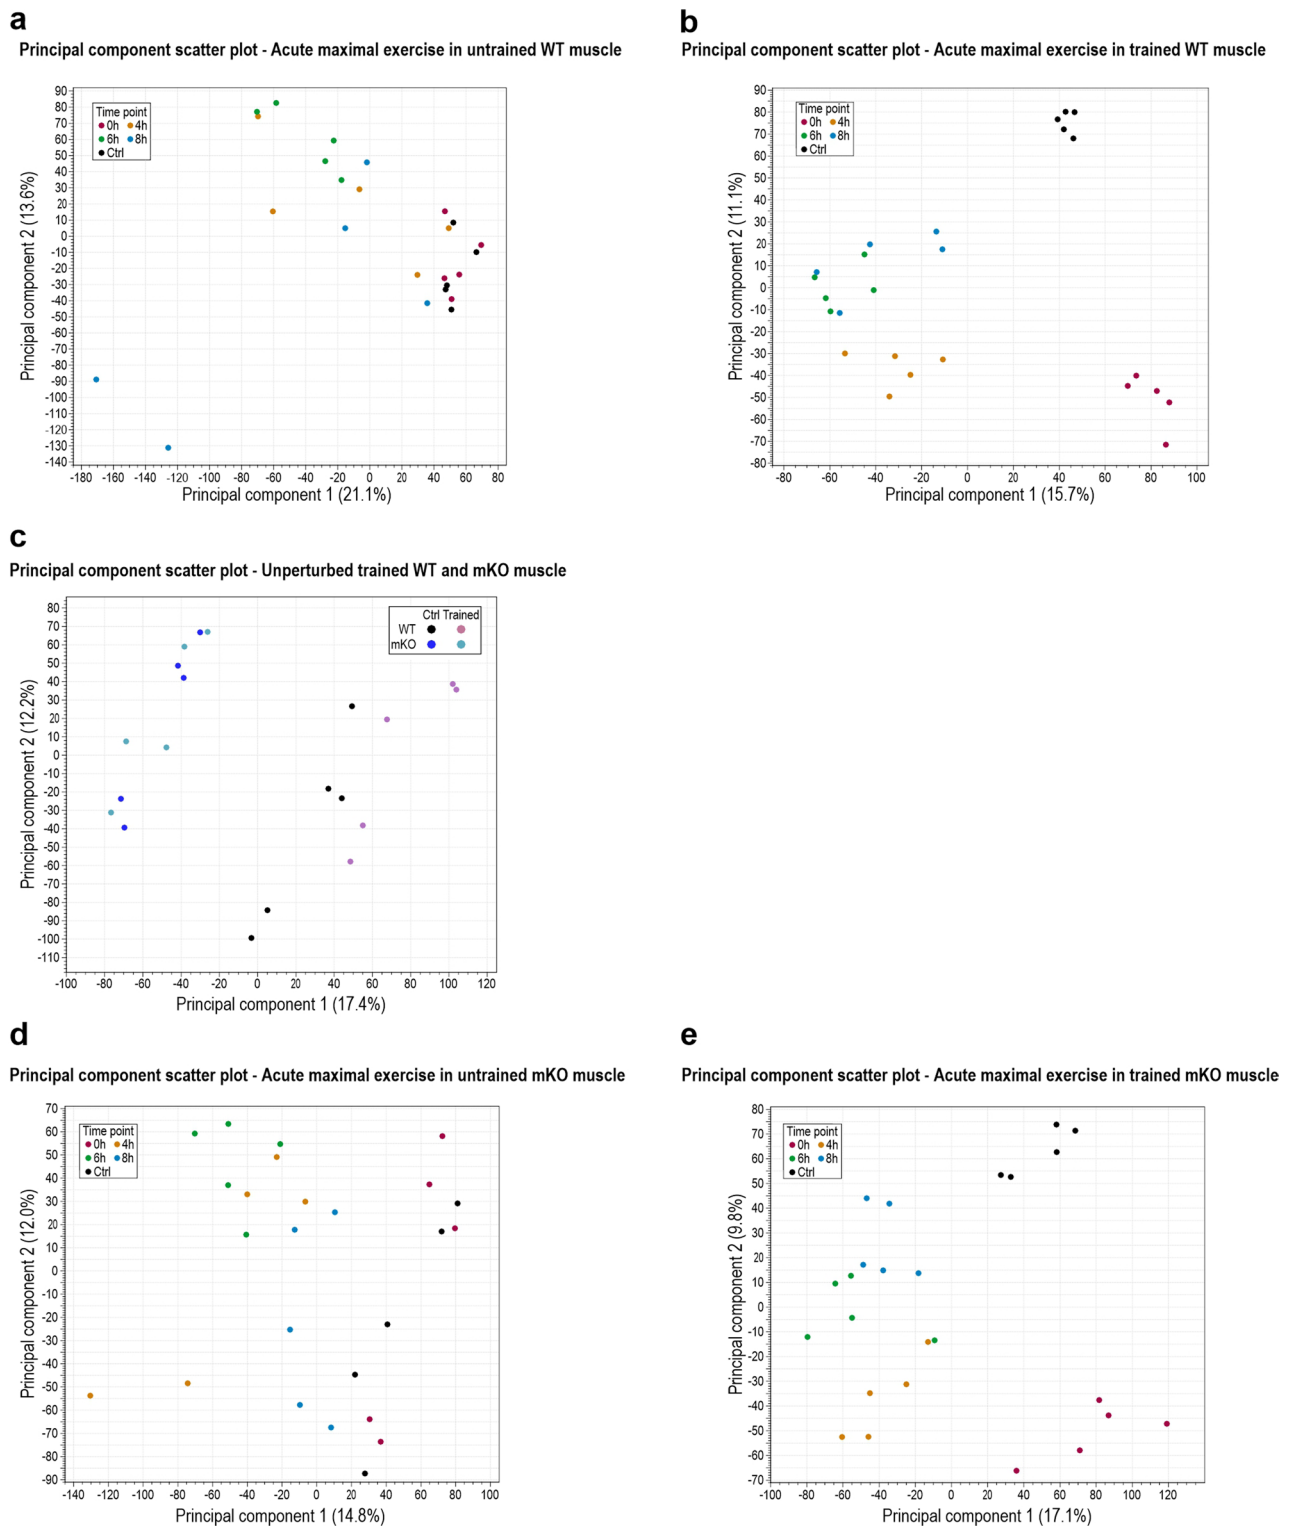 a
Principal component scatter plot - Acute maximal exercise in untrained WT muscle
Time point
0h 4h
6h 8h
Ctrl
90
80
70
60
50
40
30
20
10
0
-10
-20
-30
-40
-50
-60
-70
-80
-90
-100
-110
-120
-130
-140
Principal component 2 (13.6%)
-180 -160 -140 -120 -100 -80 -60 -40 -20 0 20 40 60 80
Principal component 1 (21.1%)
b
Principal component scatter plot - Acute maximal exercise in trained WT muscle
Time point
0h 4h
6h 8h
Ctrl
90
80
70
60
50
40
30
20
10
0
-10
-20
-30
-40
-50
-60
-70
-80
Principal component 2 (11.1%)
-80 -60 -40 -20 0 20 40 60 80 100
Principal component 1 (15.7%)
c
Principal component scatter plot - Unperturbed trained WT and mKO muscle
Ctrl Trained
WT
mKO
80
70
60
50
40
30
20
10
0
-10
-20
-30
-40
-50
-60
-70
-80
-90
-100
-110
Principal component 2 (12.2%)
-100 -80 -60 -40 -20 0 20 40 60 80 100 120
Principal component 1 (17.4%)
d
Principal component scatter plot - Acute maximal exercise in untrained mKO muscle
Time point
0h 4h
6h 8h
Ctrl
70
60
50
40
30
20
10
0
-10
-20
-30
-40
-50
-60
-70
-80
-90
Principal component 2 (12.0%)
-140 -120 -100 -80 -60 -40 -20 0 20 40 60 80 100
Principal component 1 (14.8%)
e
Principal component scatter plot - Acute maximal exercise in trained mKO muscle
Time point
0h 4h
6h 8h
Ctrl
80
70
60
50
40
30
20
10
0
-10
-20
-30
-40
-50
-60
-70
Principal component 2 (9.8%)
-100 -80 -60 -40 -20 0 20 40 60 80 100 120
Principal component 1 (17.1%)